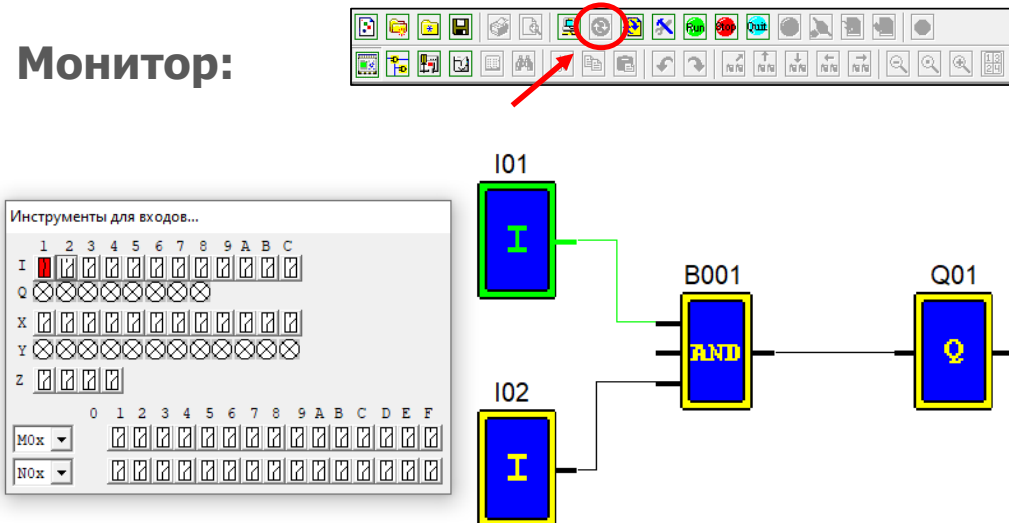 Монитор:
Run Stop Quit
I01
I
Инструменты для входов...
1 2 3 4 5 6 7 8 9 A B C
I
Q
X
Y
Z
0 1 2 3 4 5 6 7 8 9 A B C D E F
M0x
N0x
B001
AND
Q01
Q
I02
I